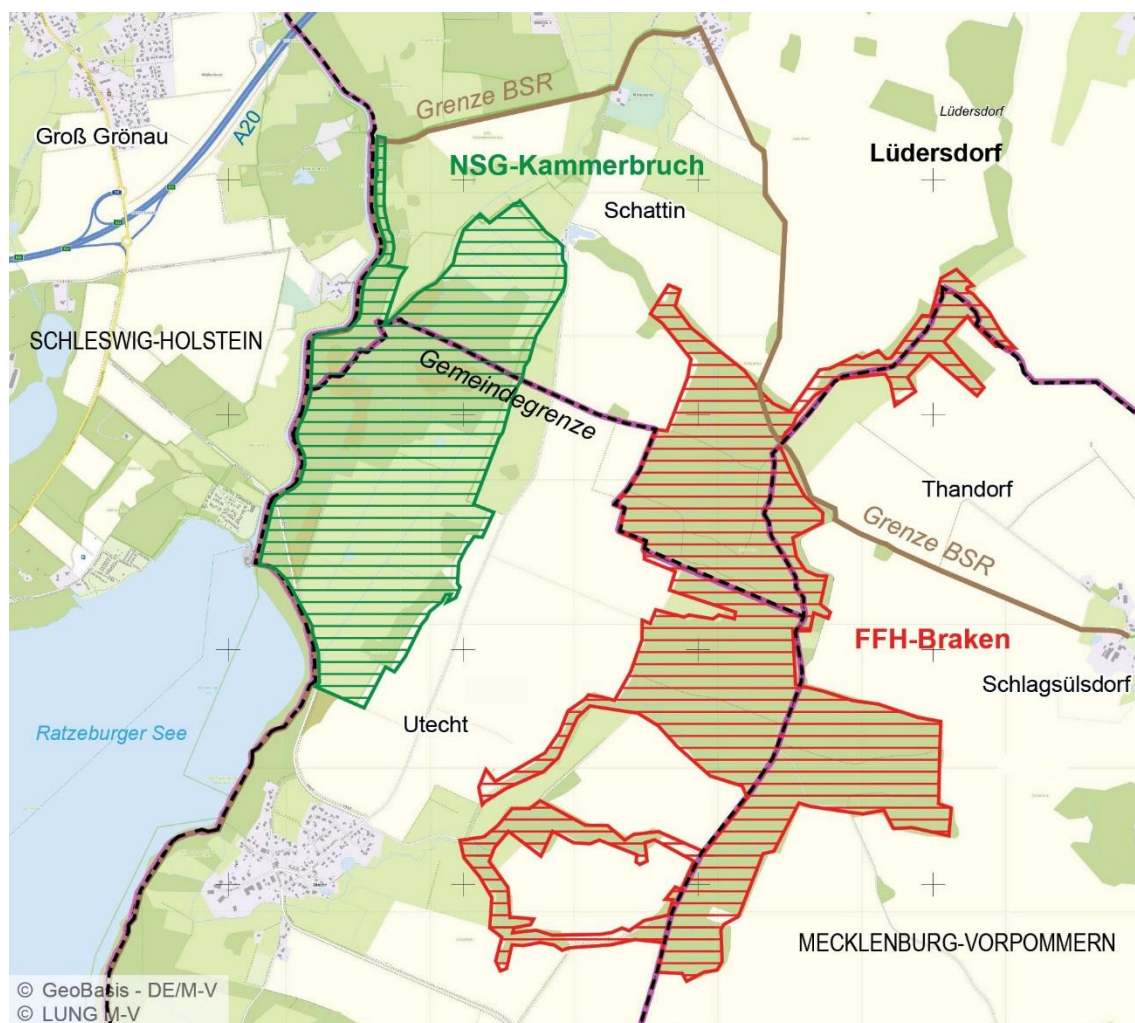 Grenze BSR
Groß Grönau
A20
Lüdersdorf
Lüdersdorf
NSG-Kammerbruch
Schattin
SCHLESWIG-HOLSTEIN
Gemeindegrenze
Thandorf
Grenze BSR
FFH-Braken
Schlagsülsdorf
Utecht
Ratzeburger See
MECKLENBURG-VORPOMMERN
© GeoBasis - DE/M-V
© LUNG M-V